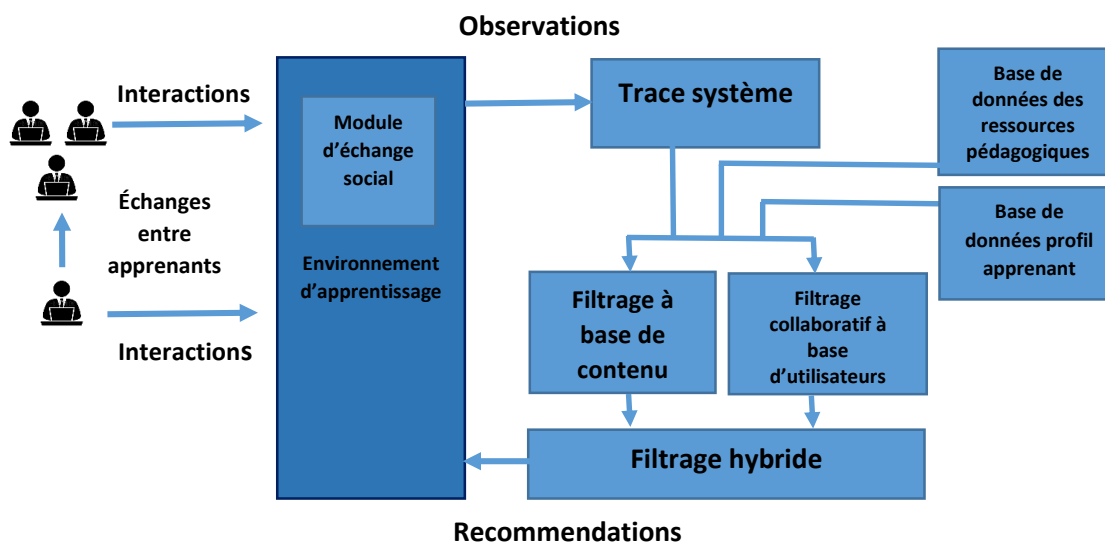 Observations
Interactions
Échanges
entre
apprenants
Interactions
Module
d'échange
social
Environnement
d'apprentissage
Trace système
Base de
données des
ressources
pédagogiques
Base de
données profil
apprenant
Filtrage à
base de
contenu
Filtrage
collaboratif à
base
d'utilisateurs
Filtrage hybride
Recommendations